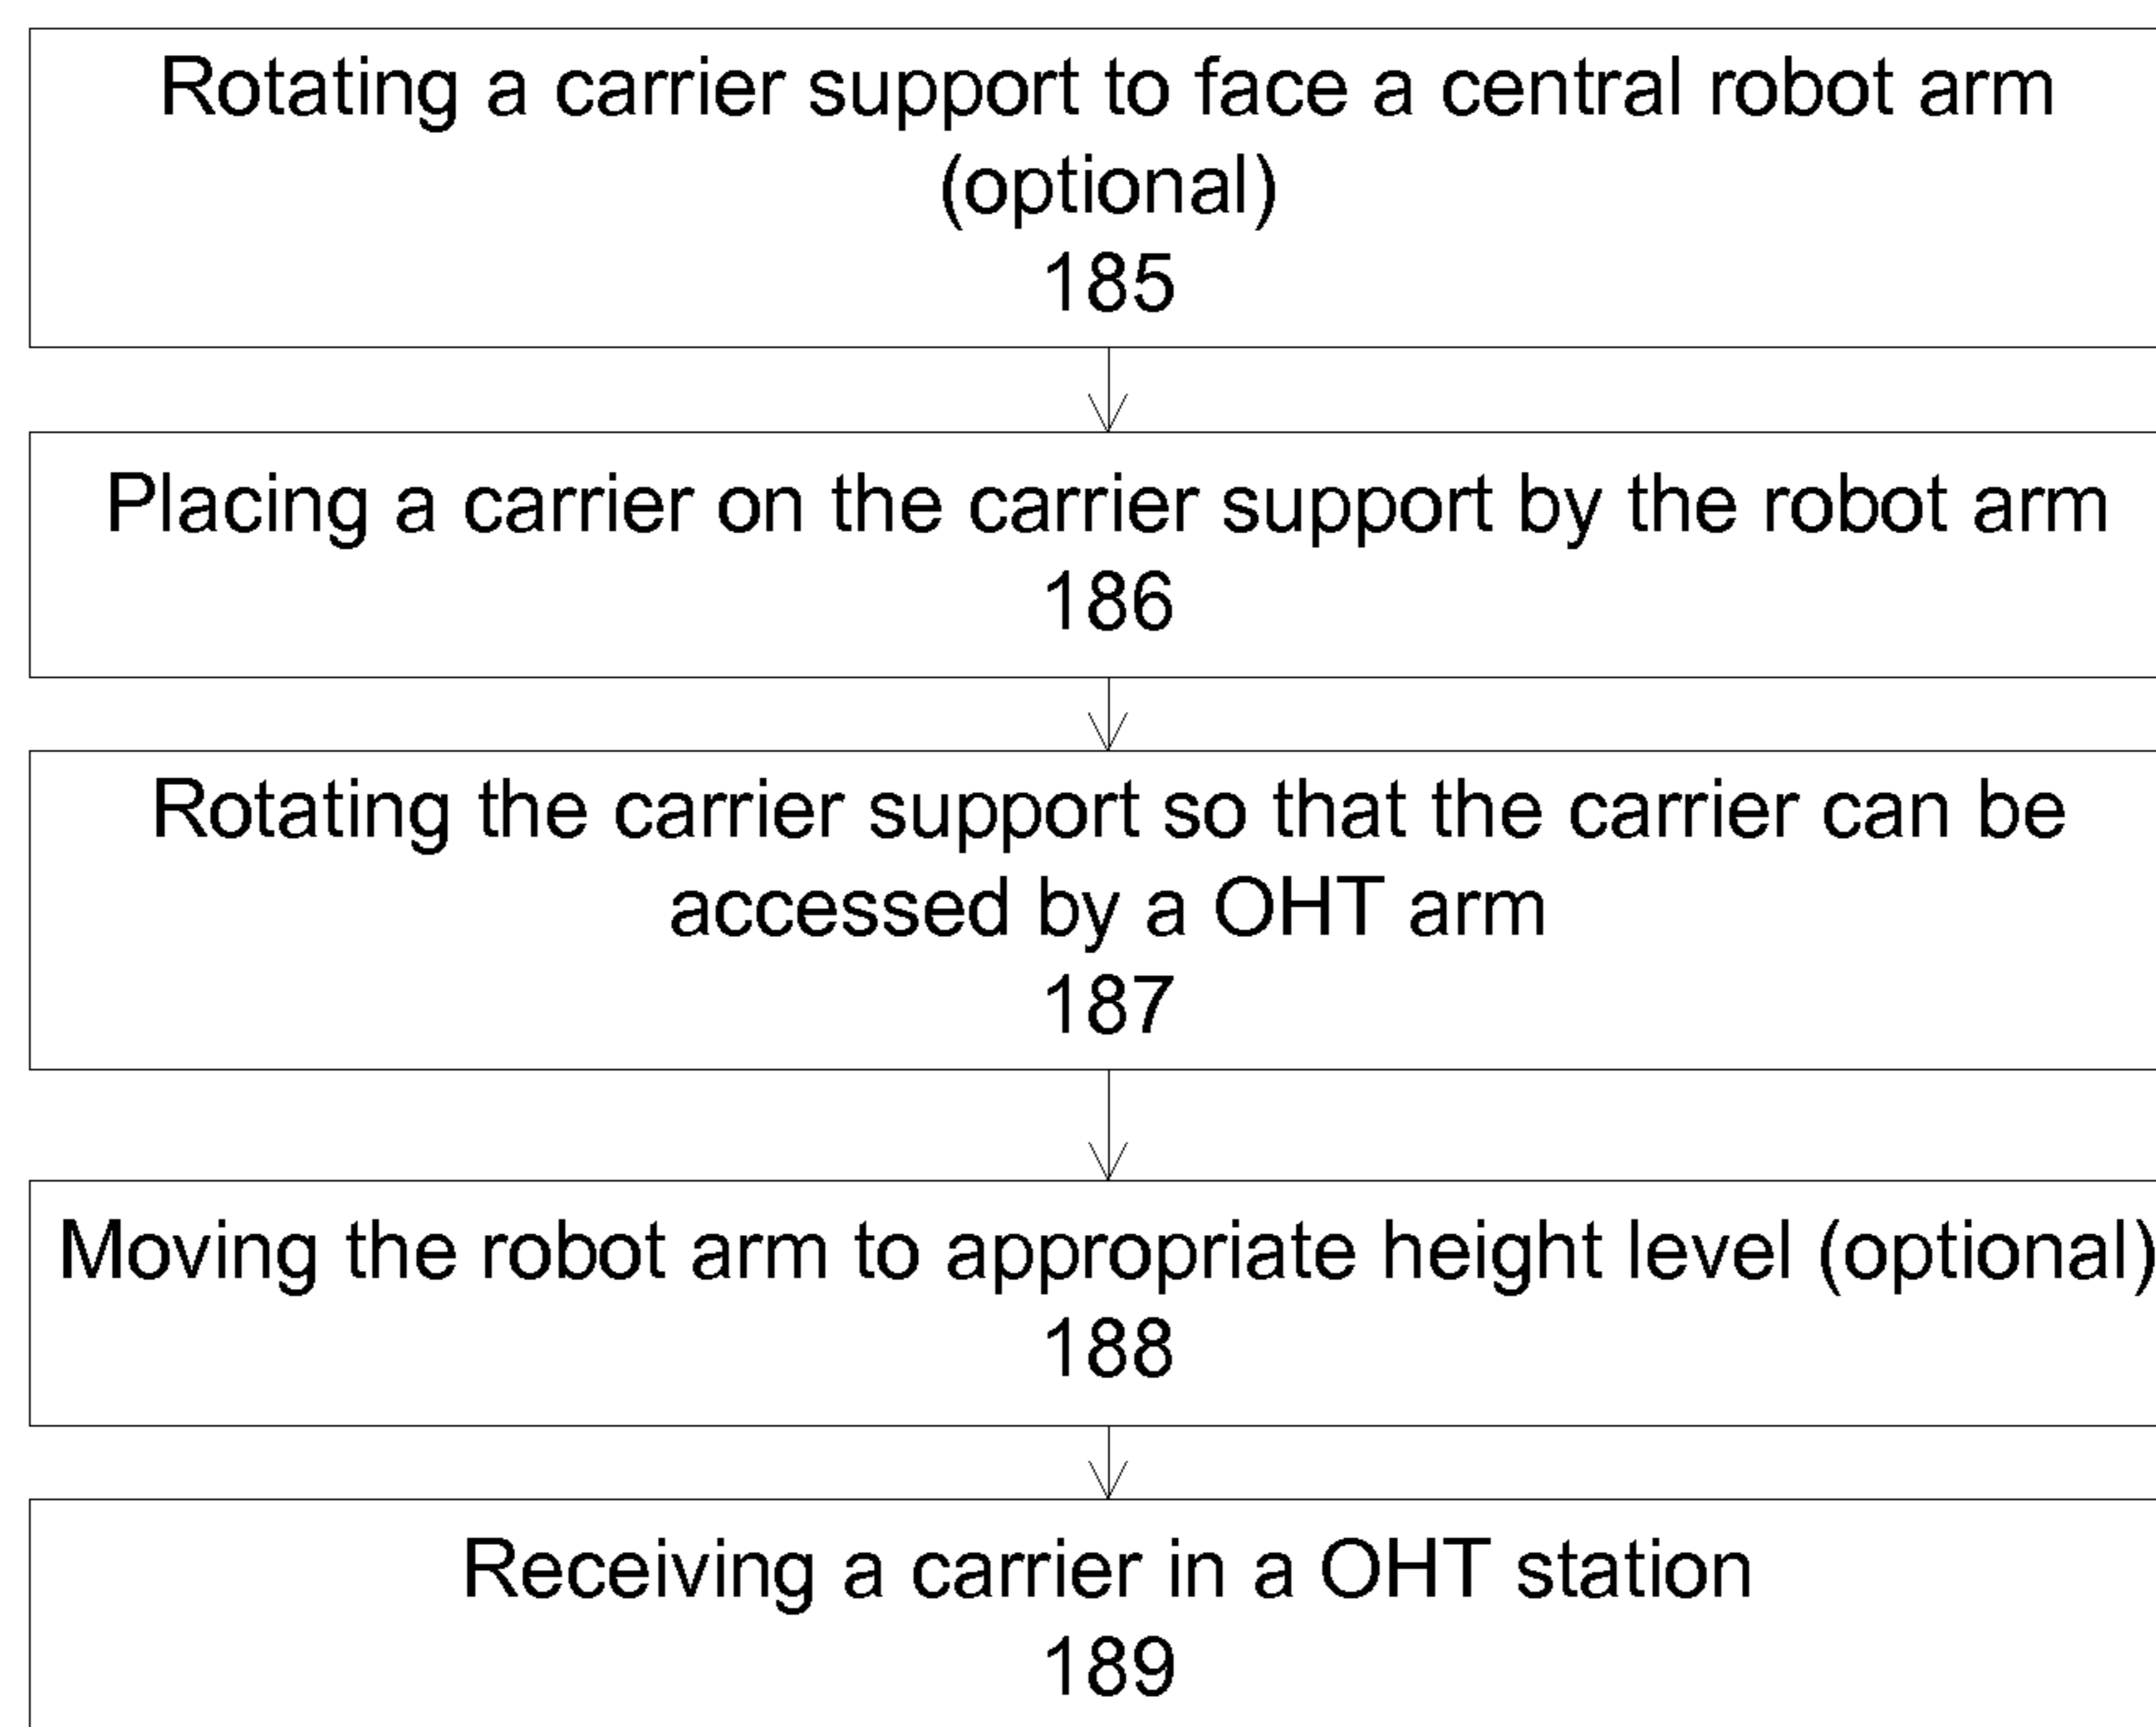 Rotating a carrier support to face a central robot arm
(optional)
185
Placing a carrier on the carrier support by the robot arm
186
Rotating the carrier support so that the carrier can be
accessed by a OHT arm
187
Moving the robot arm to appropriate height level (optional)
188
Receiving a carrier in a OHT station
189